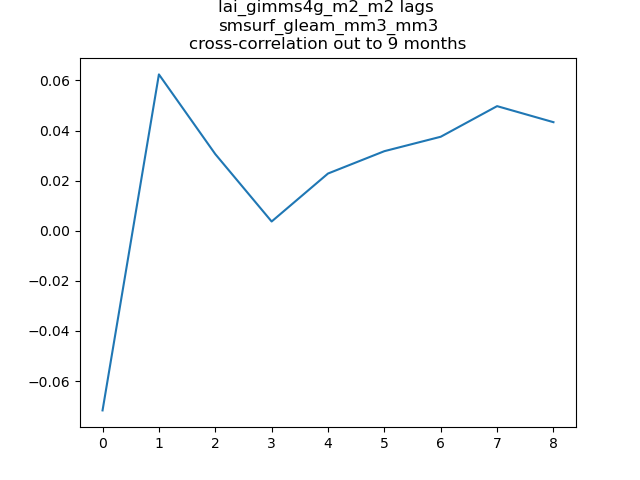 lai_gimms4g_m2_m2 lags
smsurf_gleam_mm3_mm3
cross-correlation out to 9 months
0.06
0.04
0.02
0.00
−0.02
−0.04
−0.06
0 1 2 3 4 5 6 7 8